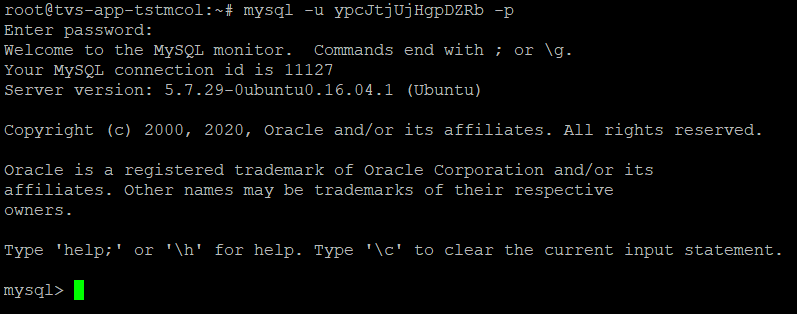 root@tvs-app-tstmcol:~# mysql -u ypcJtjUjHgpDZRb -p
Enter password:
Welcome to the MySQL monitor.  Commands end with ; or \g.
Your MySQL connection id is 11127
Server version: 5.7.29-0ubuntu0.16.04.1 (Ubuntu)

Copyright (c) 2000, 2020, Oracle and/or its affiliates. All rights reserved.

Oracle is a registered trademark of Oracle Corporation and/or its
affiliates. Other names may be trademarks of their respective
owners.

Type 'help;' or '\h' for help. Type '\c' to clear the current input statement.

mysql>